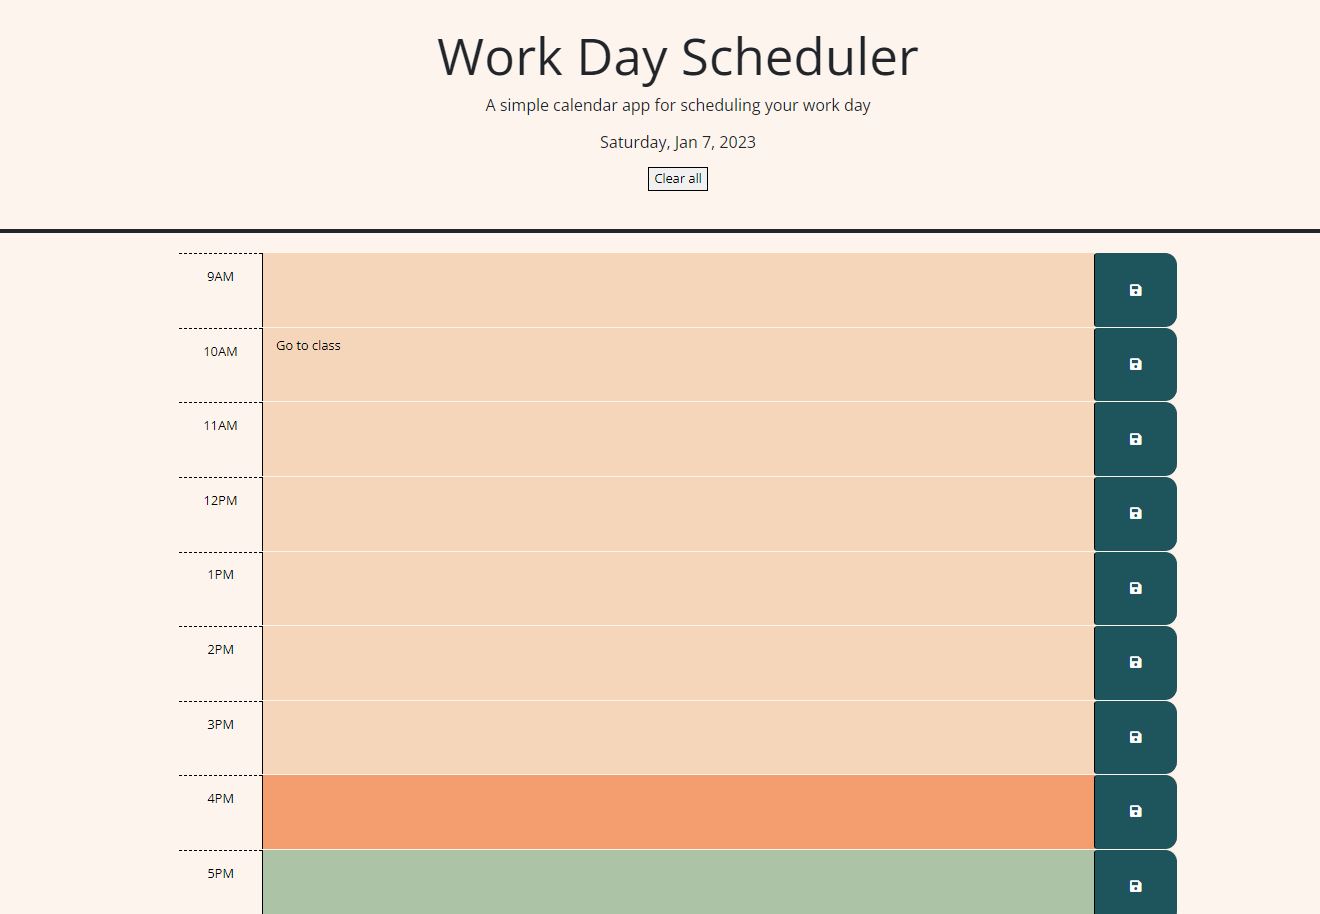 Work Day Scheduler
A simple calendar app for scheduling your work day
Saturday, Jan 7, 2023
Clear all
9AM
10AM
Go to class
11AM
12PM
1PM
2PM
3PM
4PM
5PM